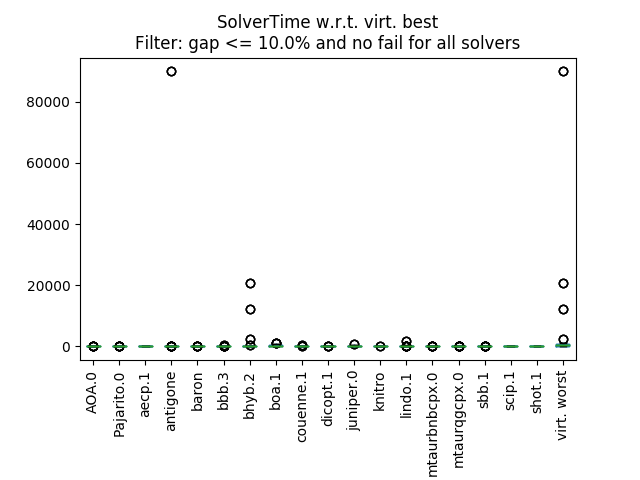 SolverTime w.r.t. virt. best
Filter: gap <= 10.0% and no fail for all solvers
80000
60000
40000
20000
0
AOA.0
Pajarito.0
aecp.1
antigone
baron
bbb.3
bhyb.2
boa.1
couenne.1
dicopt.1
juniper.0
knitro
lindo.1
mtaurbnbcpx.0
mtaurqgcpx.0
sbb.1
scip.1
shot.1
virt. worst